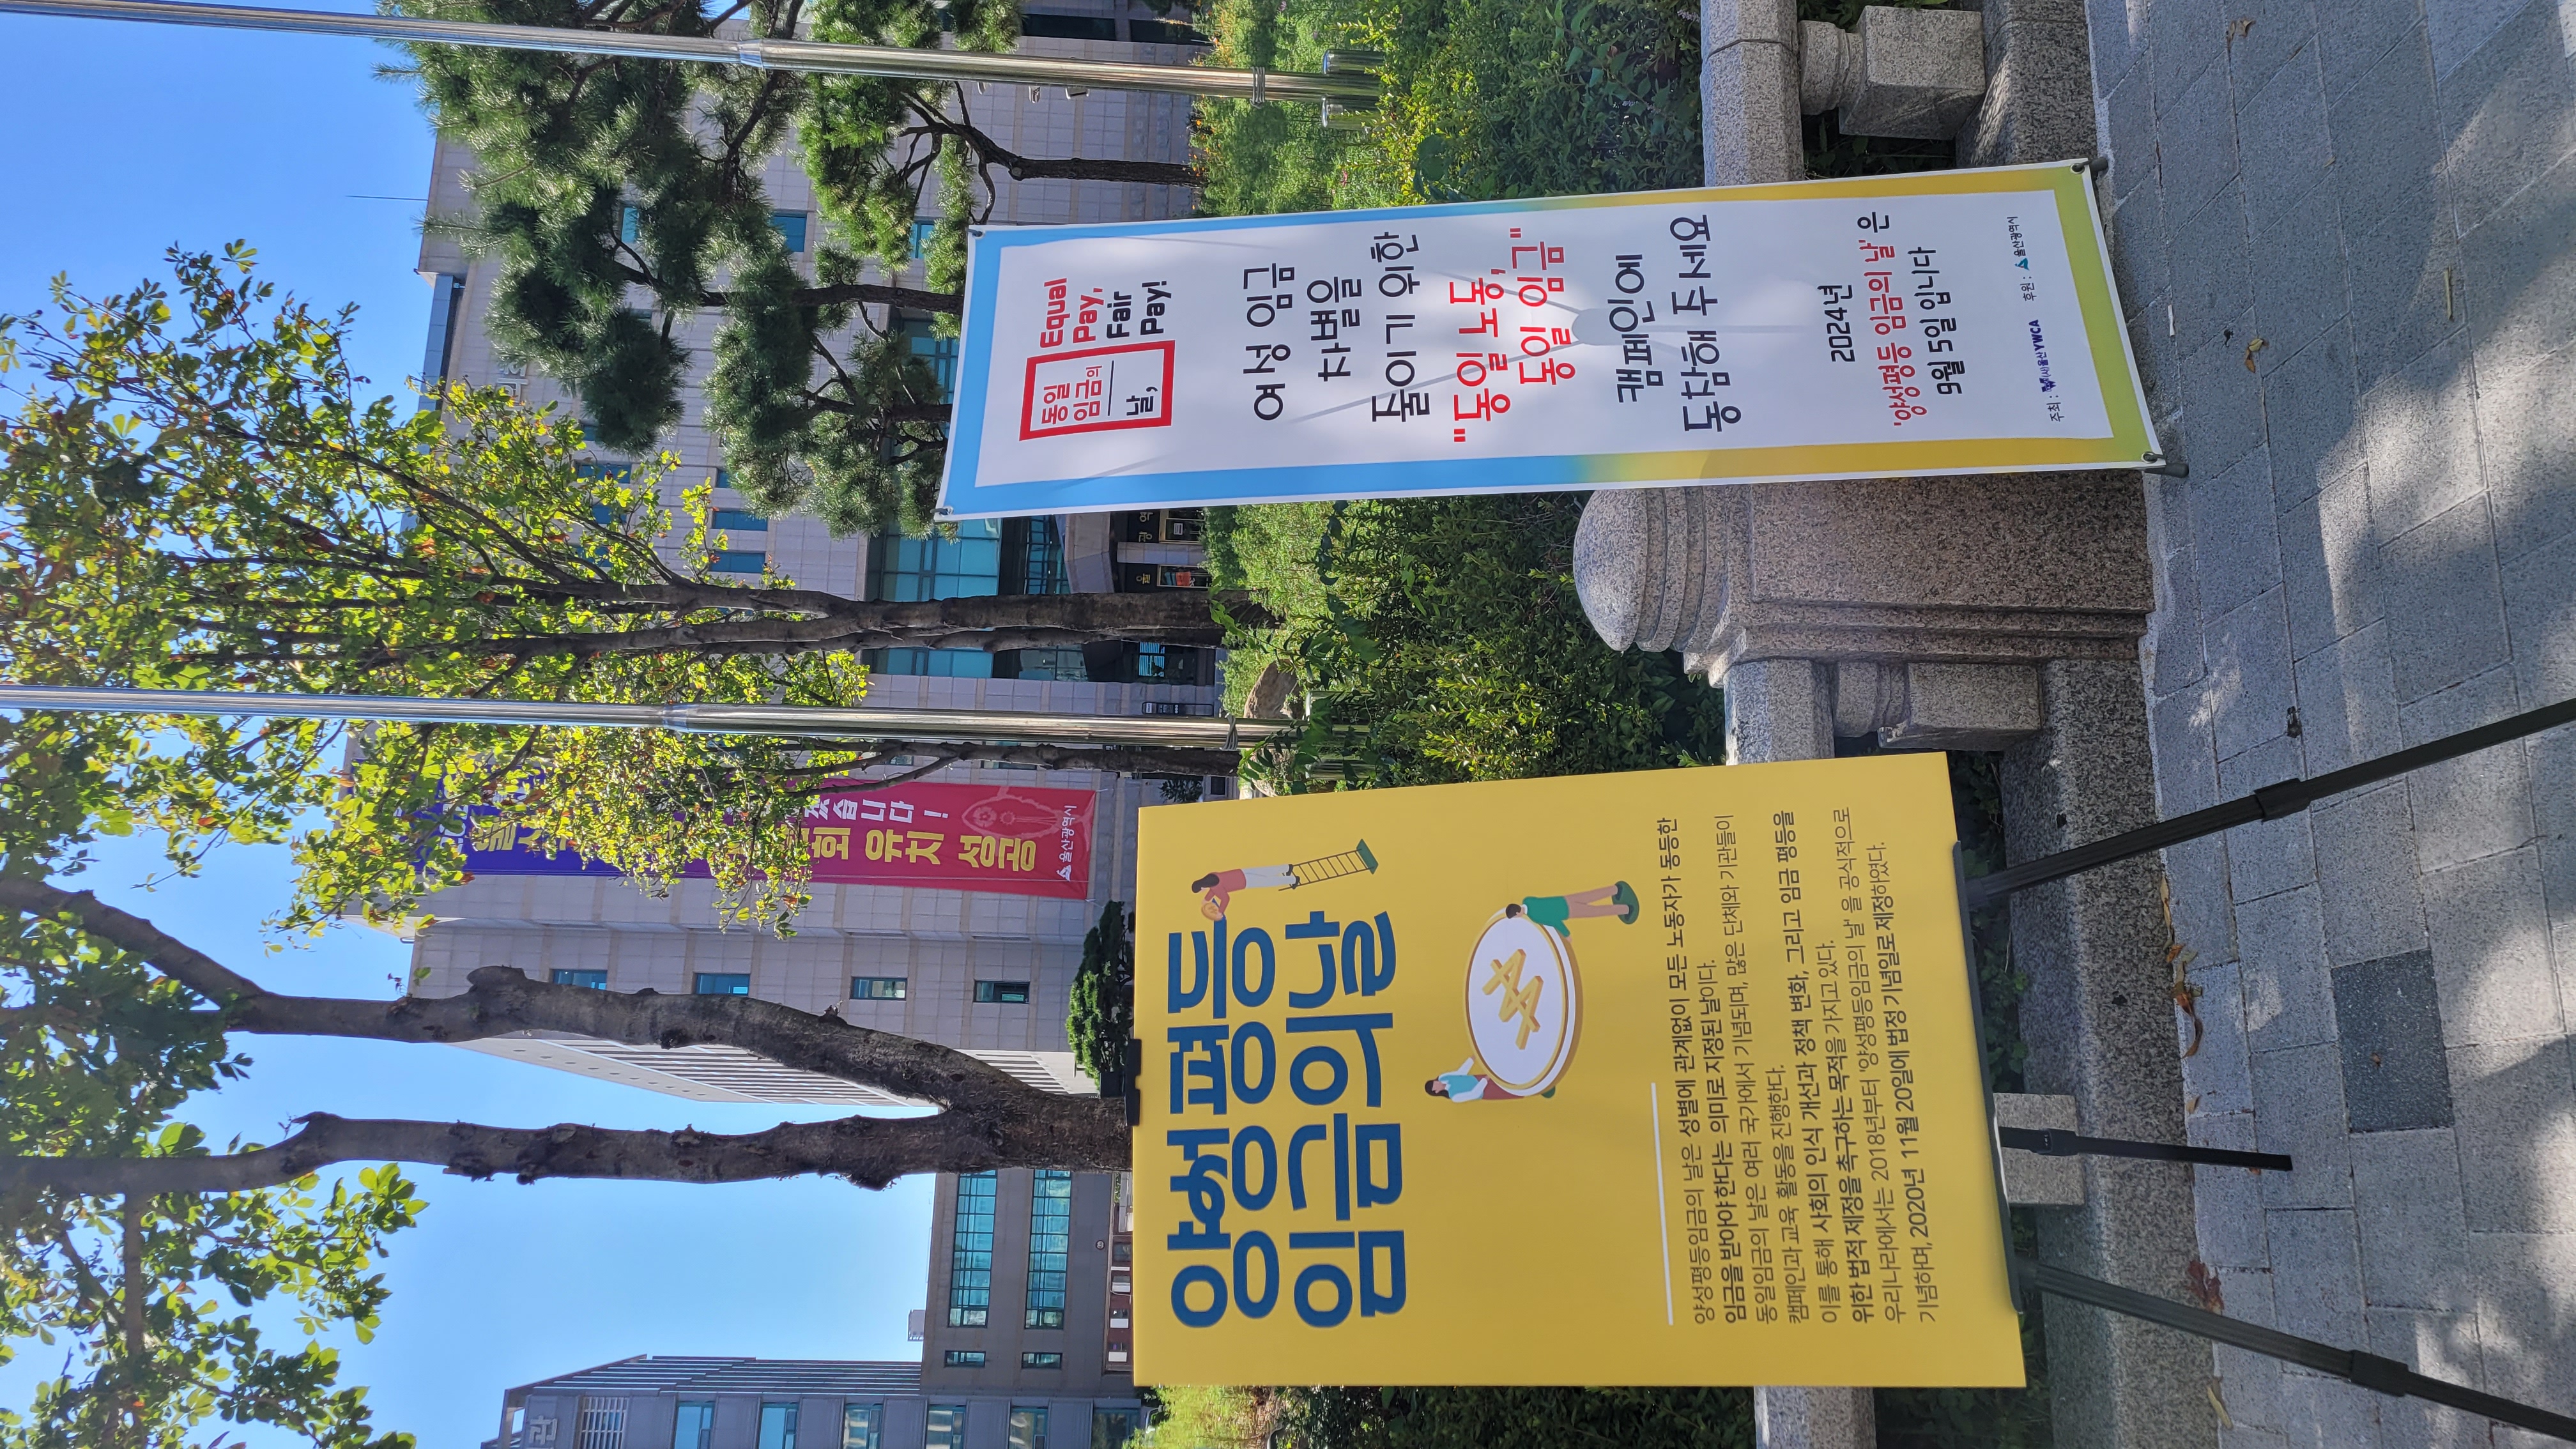 양성평등
임금의날
양성평등임금의 날은 성별에 관계없이 모든 노동자가 동등한
임금을 받아야 한다는 의미로 지정된 날이다.
동일임금의 날은 여러 국가에서 기념되며, 많은 단체와 기관들이
캠페인과 교육 활동을 진행한다.
이를 통해 사회의 인식 개선과 정책 변화, 그리고 임금 평등을
위한 법적 제정을 촉구하는 목적을 가지고 있다.
우리나라에서는 2018년부터 '양성평등임금의 날' 을 공식적으로
기념하며, 2020년 11월 20일에 법정 기념일로 제정하였다.
동일
임금의
날,
Equal
Pay,
Fair
Pay!
여성 임금
차별을
줄이기 위한
"동일 노동,
동일 임금"
캠페인에
동참해 주세요
2024년
'양성평등 임금의 날' 은
9월 5일 입니다
주최 : (사)울산YWCA 후원 : 울산광역시
습니다!
회 유치 성공
울산광역시